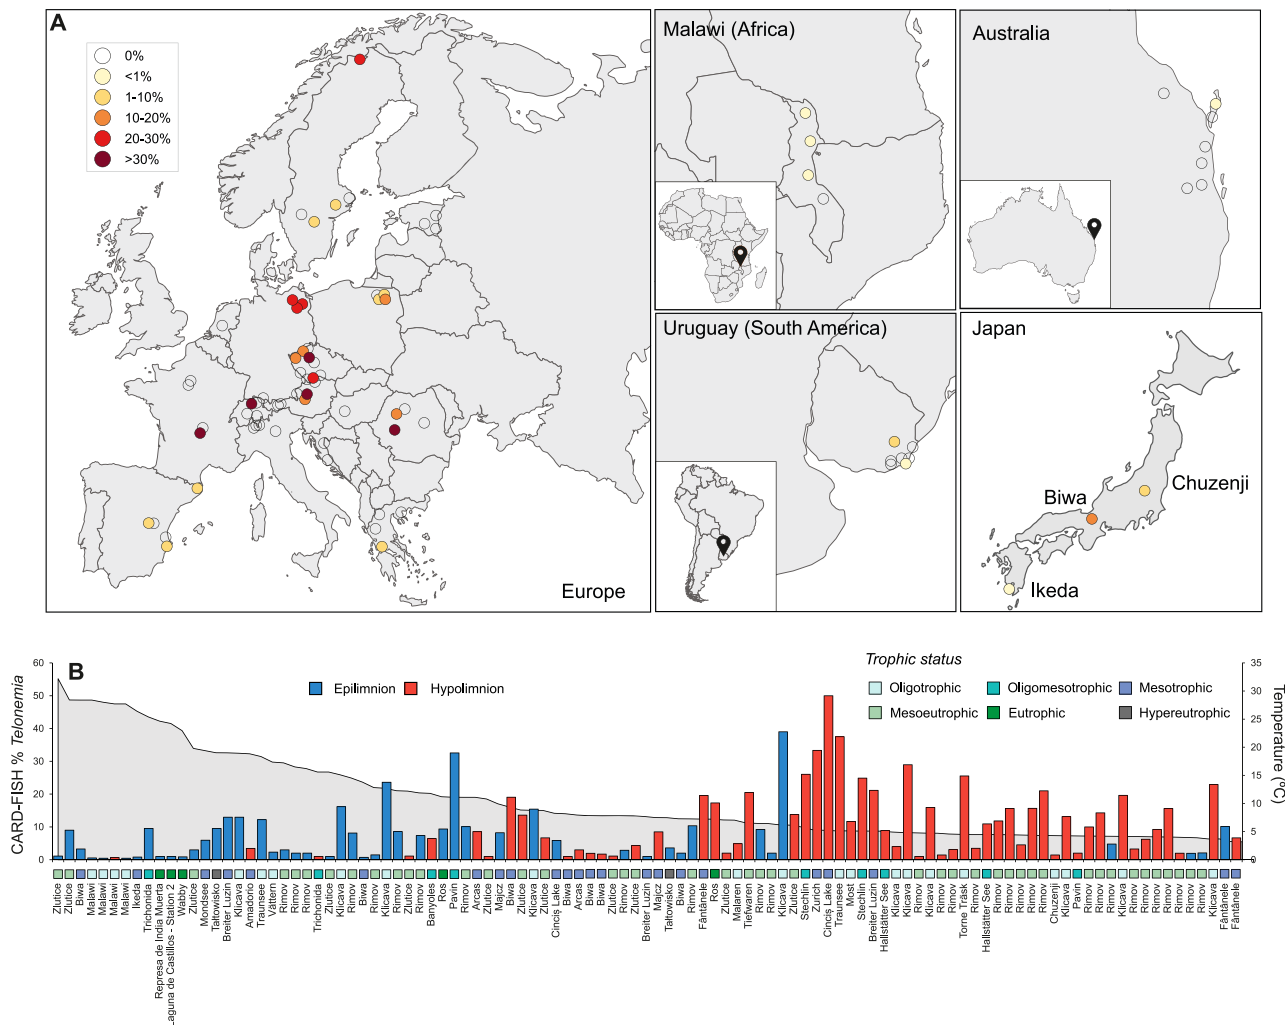 A
0%
<1%
1-10%
10-20%
20-30%
>30%
Europe
Malawi (Africa)
Australia
Uruguay (South America)
Japan
Biwa
Chuzenji
Ikeda
B
CARD-FISH % Telonemia
60
50
40
30
20
10
0
Epilimnion
Hypolimnion
Trophic status
Oligotrophic
Oligomesotrophic
Mesotrophic
Mesoeutrophic
Eutrophic
Hypereutrophic
35
30
25
20
15
10
5
0
Temperature (ºC)
Zlutice
Zlutice
Biwa
Malawi
Malawi
Malawi
Malawi
Ikeda
Trichonida
Represa de India Muerta
Laguna de Castillos - Station 2
Wabby
Zlutice
Mondsee
Tałtowisko
Breiter Luzin
Klicava
Amadorio
Traunsee
Vättern
Rimov
Rimov
Rimov
Trichonida
Klicava
Rimov
Biwa
Rimov
Klicava
Rimov
Zlutice
Rimov
Banyoles
Ros
Pavin
Rimov
Arcas
Zlutice
Majcz
Biwa
Zlutice
Klicava
Zlutice
Cinciș Lake
Biwa
Arcas
Biwa
Biwa
Zlutice
Rimov
Zlutice
Breiter Luzin
Majcz
Tałtowisko
Biwa
Rimov
Fântânele
Ros
Zlutice
Malaren
Tiefwaren
Rimov
Rimov
Klicava
Zlutice
Stechlin
Zurich
Cinciș Lake
Traunsee
Most
Stechlin
Breiter Luzin
Hallstätter See
Klicava
Klicava
Rimov
Klicava
Rimov
Rimov
Torne Träsk
Rimov
Hallstätter See
Rimov
Rimov
Rimov
Rimov
Rimov
Chuzenji
Klicava
Pavin
Rimov
Rimov
Rimov
Klicava
Rimov
Rimov
Rimov
Rimov
Rimov
Rimov
Rimov
Klicava
Fântânele
Fântânele